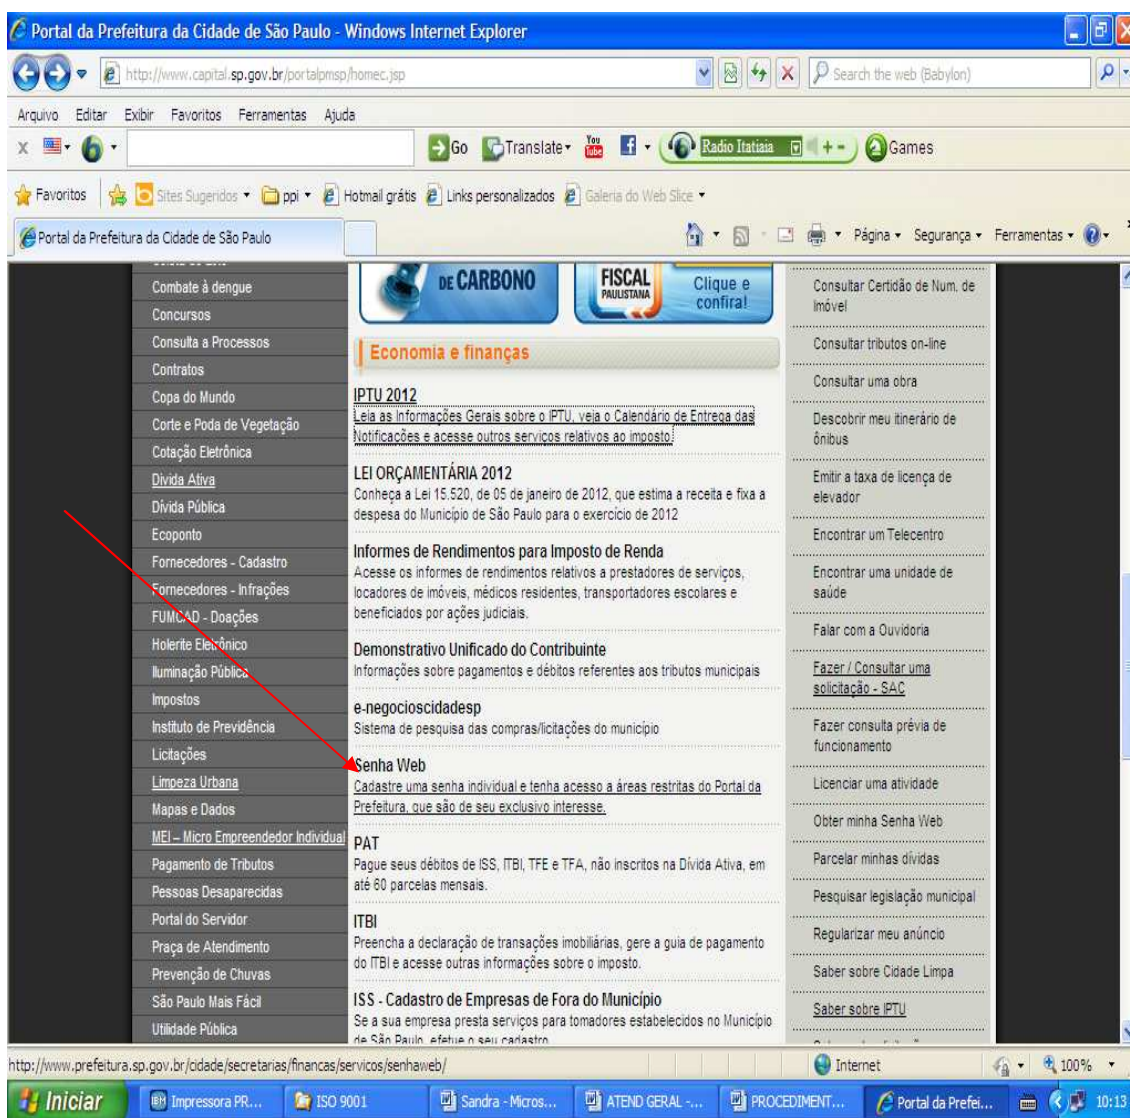 Portal da Prefeitura da Cidade de São Paulo - Windows Internet Explorer
http://www.capital.sp.gov.br/portalpmsp/homec.jsp
Search the web (Babylon)
Arquivo Editar Exibir Favoritos Ferramentas Ajuda
x Go Translate You Tube f Radio Itatiaia + - Games
Favoritos Sites Sugeridos ppi Hotmail grátis Links personalizados Galeria do Web Slice
Portal da Prefeitura da Cidade de São Paulo
Página Segurança Ferramentas
Combate à dengue
Concursos
Consulta a Processos
Contratos
Copa do Mundo
Corte e Poda de Vegetação
Cotação Eletrônica
Divida Ativa
Dívida Pública
Ecoponto
Fornecedores - Cadastro
Fornecedores - Infrações
FUMCAD - Doações
Holerite Eletrônico
Iluminação Pública
Impostos
Instituto de Previdência
Licitações
Limpeza Urbana
Mapas e Dados
MEI – Micro Empreendedor Individual
Pagamento de Tributos
Pessoas Desaparecidas
Portal do Servidor
Praça de Atendimento
Prevenção de Chuvas
São Paulo Mais Fácil
Utilidade Pública
DE CARBONO
FISCAL
PAULISTANA
Clique e
confira!
Economia e finanças
IPTU 2012
Leia as Informações Gerais sobre o IPTU, veja o Calendário de Entrega das
Notificações e acesse outros serviços relativos ao imposto.
LEI ORÇAMENTÁRIA 2012
Conheça a Lei 15.520, de 05 de janeiro de 2012, que estima a receita e fixa a
despesa do Município de São Paulo para o exercício de 2012
Informes de Rendimentos para Imposto de Renda
Acesse os informes de rendimentos relativos a prestadores de serviços,
locadores de imóveis, médicos residentes, transportadores escolares e
beneficiados por ações judiciais.
Demonstrativo Unificado do Contribuinte
Informações sobre pagamentos e débitos referentes aos tributos municipais
e-negocioscidadesp
Sistema de pesquisa das compras/licitações do município
Senha Web
Cadastre uma senha individual e tenha acesso a áreas restritas do Portal da
Prefeitura, que são de seu exclusivo interesse.
PAT
Pague seus débitos de ISS, ITBI, TFE e TFA, não inscritos na Dívida Ativa, em
até 60 parcelas mensais.
ITBI
Preencha a declaração de transações imobiliárias, gere a guia de pagamento
do ITBI e acesse outras informações sobre o imposto.
ISS - Cadastro de Empresas de Fora do Município
Se a sua empresa presta serviços para tomadores estabelecidos no Município
de São Paulo, efetue o seu cadastro
Consultar Certidão de Num. de
Imóvel
Consultar tributos on-line
Consultar uma obra
Descobrir meu itinerário de
ônibus
Emitir a taxa de licença de
elevador
Encontrar um Telecentro
Encontrar uma unidade de
saúde
Falar com a Ouvidoria
Fazer / Consultar uma
solicitação - SAC
Fazer consulta prévia de
funcionamento
Licenciar uma atividade
Obter minha Senha Web
Parcelar minhas dívidas
Pesquisar legislação municipal
Regularizar meu anúncio
Saber sobre Cidade Limpa
Saber sobre IPTU
http://www.prefeitura.sp.gov.br/cidade/secretarias/financas/servicos/senhaweb/
Internet
100%
Iniciar
Impressora PR...
ISO 9001
Sandra - Micros...
ATEND GERAL -...
PROCEDIMENT...
Portal da Prefei...
10:13